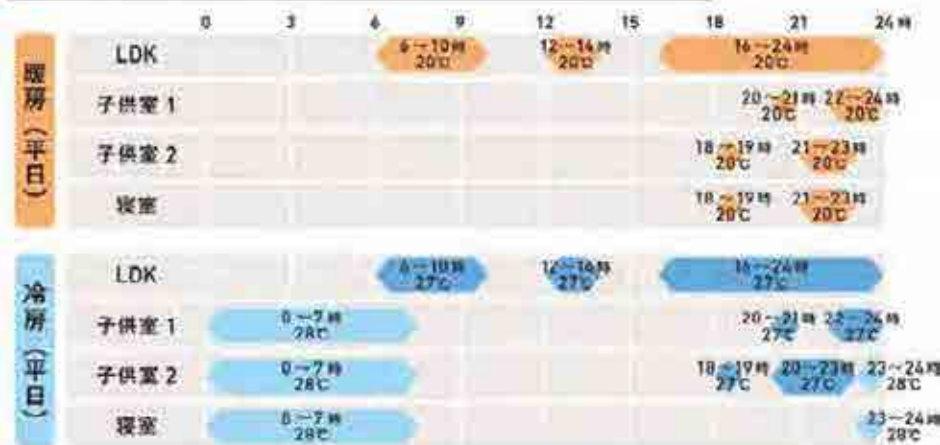 0 3 6 9 12 15 18 21 24時
暖房（平日）
LDK 6～10時 20℃ 12～14時 20℃ 16～24時 20℃
子供室1 20～21時 20℃ 22～24時 20℃
子供室2 18～19時 20℃ 21～23時 20℃
寝室 18～19時 20℃ 21～23時 20℃
冷房（平日）
LDK 6～10時 27℃ 12～14時 27℃ 16～24時 27℃
子供室1 0～7時 28℃ 20～21時 27℃ 22～24時 27℃
子供室2 0～7時 28℃ 18～19時 27℃ 20～23時 27℃ 23～24時 28℃
寝室 0～7時 28℃ 23～24時 28℃